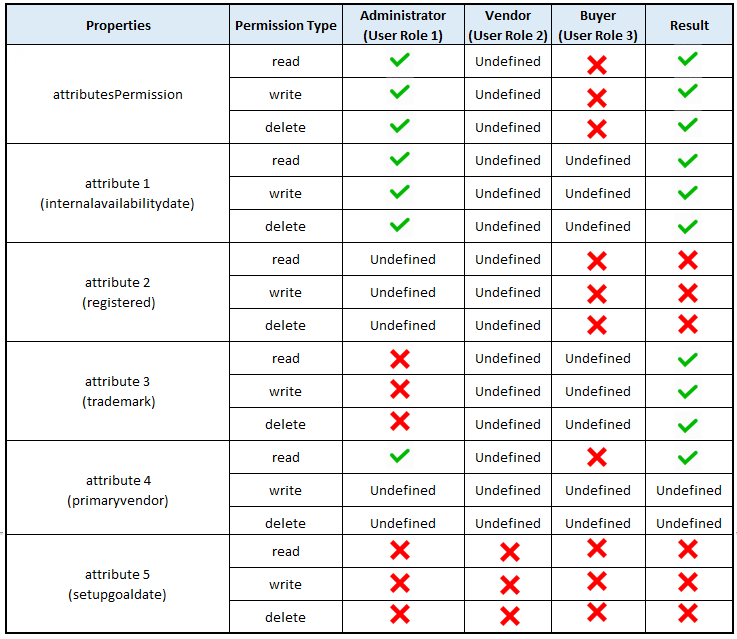 Properties Permission Type Administrator (User Role 1) Vendor (User Role 2) Buyer (User Role 3) Result
attributesPermission
read Undefined
write Undefined
delete Undefined
attribute 1
(internalavailabilitydate)
read Undefined Undefined
write Undefined Undefined
delete Undefined Undefined
attribute 2
(registered)
read Undefined Undefined
write Undefined Undefined
delete Undefined Undefined
attribute 3
(trademark)
read Undefined Undefined
write Undefined Undefined
delete Undefined Undefined
attribute 4
(primaryvendor)
read Undefined
write Undefined Undefined Undefined Undefined
delete Undefined Undefined Undefined Undefined
attribute 5
(setupgoaldate)
read
write
delete